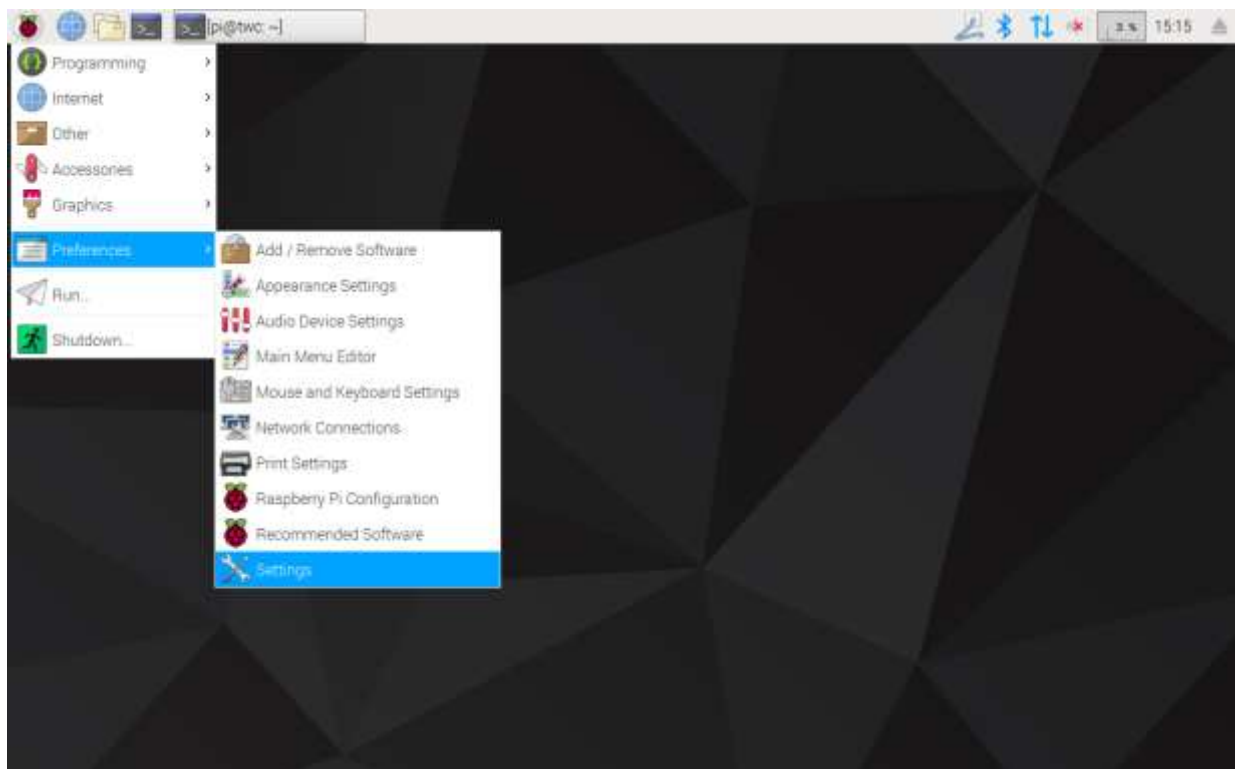 [pi@twc: ~]
3 %
15:15
Programming
Internet
Other
Accessories
Graphics
Preferences
Run...
Shutdown...
Add / Remove Software
Appearance Settings
Audio Device Settings
Main Menu Editor
Mouse and Keyboard Settings
Network Connections
Print Settings
Raspberry Pi Configuration
Recommended Software
Settings